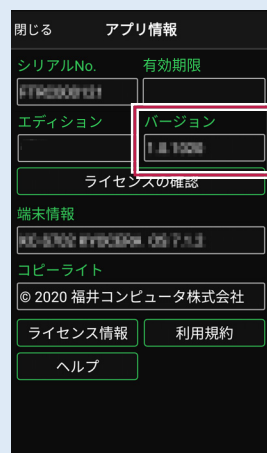 閉じる アプリ情報
シリアルNo. 有効期限
エディション バージョン
ライセンスの確認
端末情報
コピーライト
© 2020 福井コンピュータ株式会社
ライセンス情報 利用規約
ヘルプ